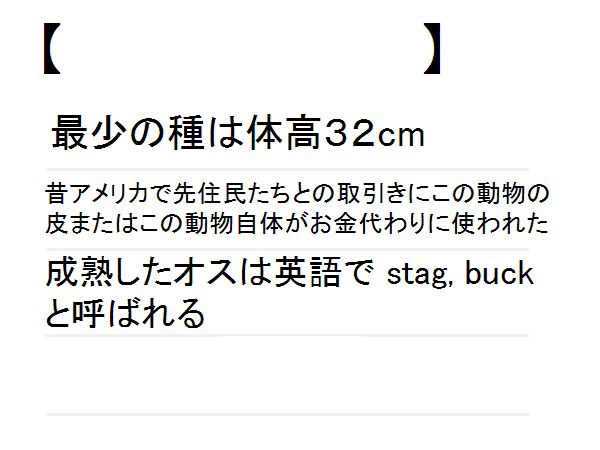 【　　　　　　　　】
最少の種は体高３２cm
昔アメリカで先住民たちとの取引きにこの動物の
皮またはこの動物自体がお金代わりに使われた
成熟したオスは英語で stag, buck
と呼ばれる